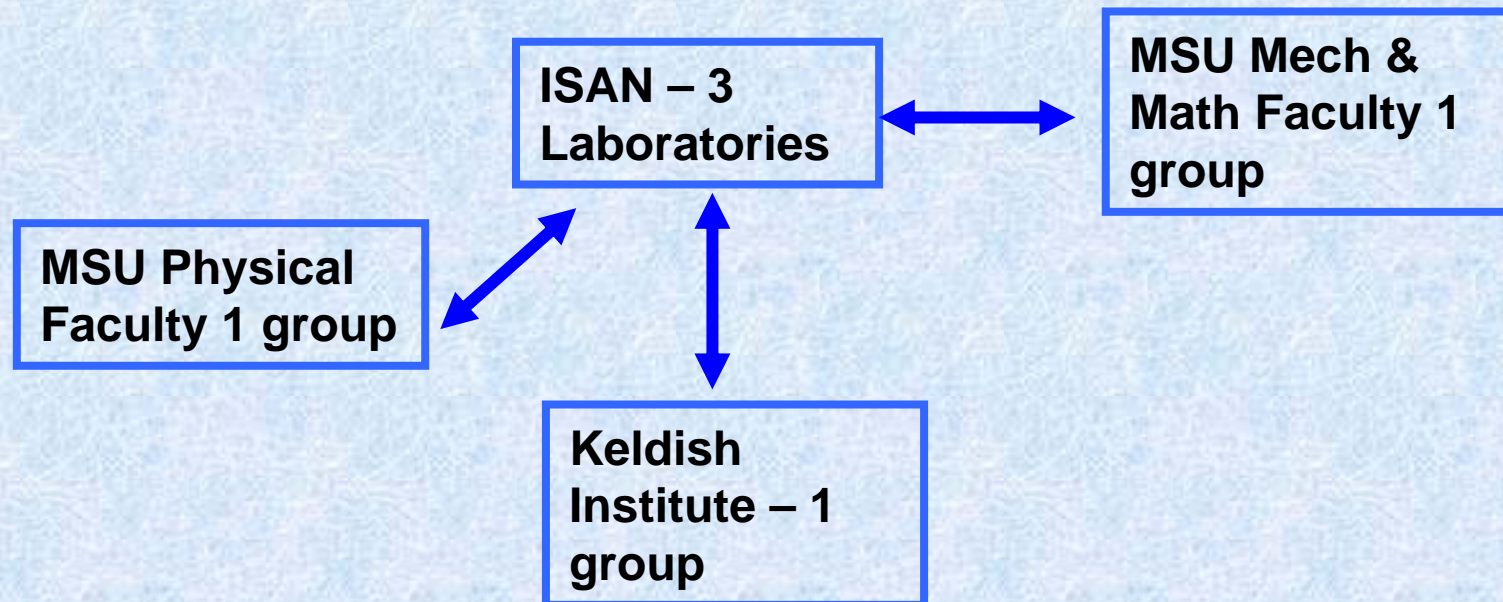 ISAN – 3
Laboratories
MSU Mech &
Math Faculty 1
group
MSU Physical
Faculty 1 group
Keldish
Institute – 1
group